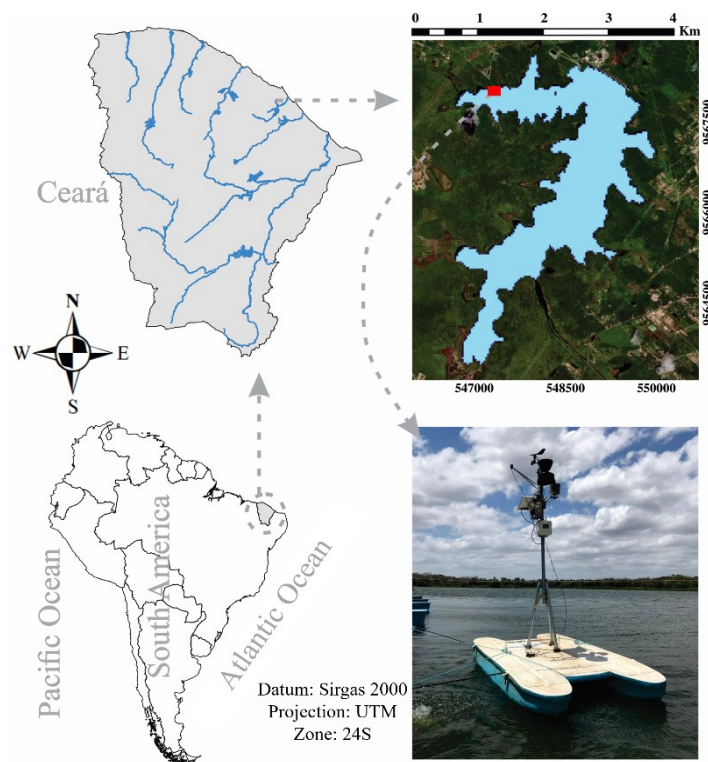 0 1 2 3 4
Km
Ceará
9567500
9566000
9564500
547000 548500 550000
N
W E
S
Pacific Ocean
South America
Atlantic Ocean
Datum: Sirgas 2000
Projection: UTM
Zone: 24S